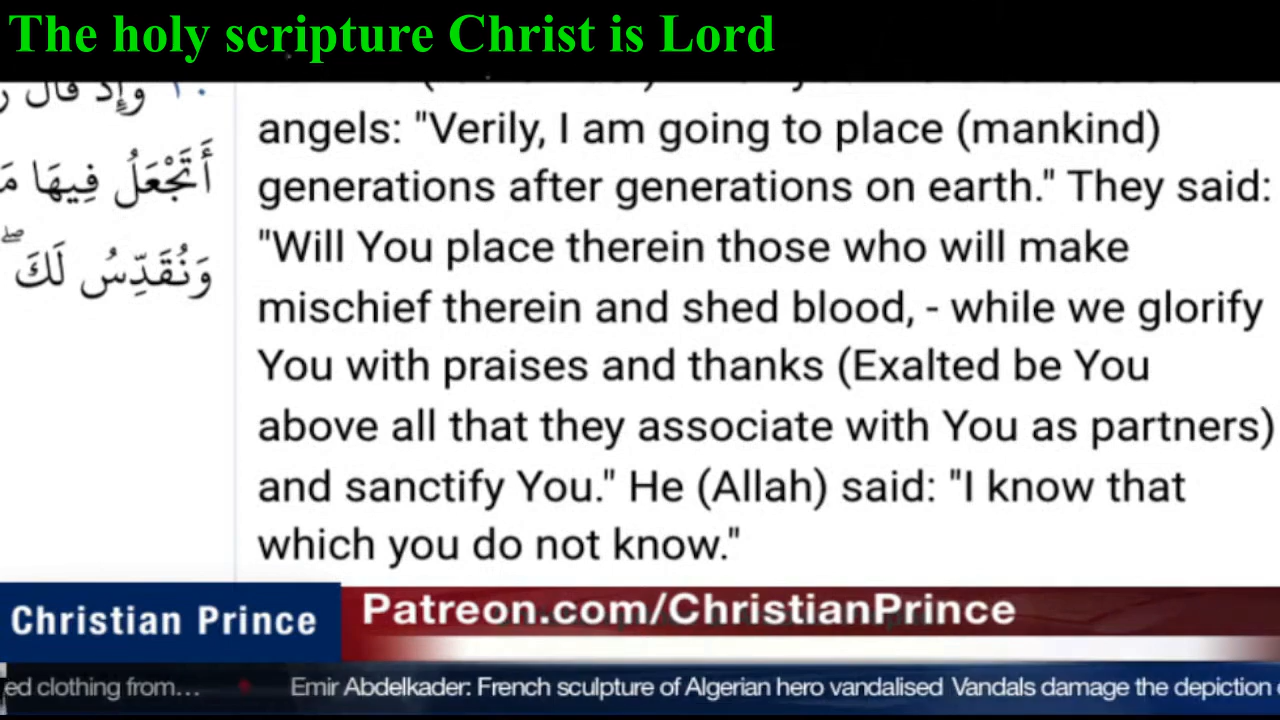 The holy scripture Christ is Lord
وَإِذْ قَالَ
أَتَجْعَلُ فِيهَا
وَنُقَدِّسُ لَكَ ۖ
angels: "Verily, I am going to place (mankind)
generations after generations on earth." They said:
"Will You place therein those who will make
mischief therein and shed blood, - while we glorify
You with praises and thanks (Exalted be You
above all that they associate with You as partners)
and sanctify You." He (Allah) said: "I know that
which you do not know."
Christian Prince
Patreon.com/ChristianPrince
ed clothing from... Emir Abdelkader: French sculpture of Algerian hero vandalised Vandals damage the depiction